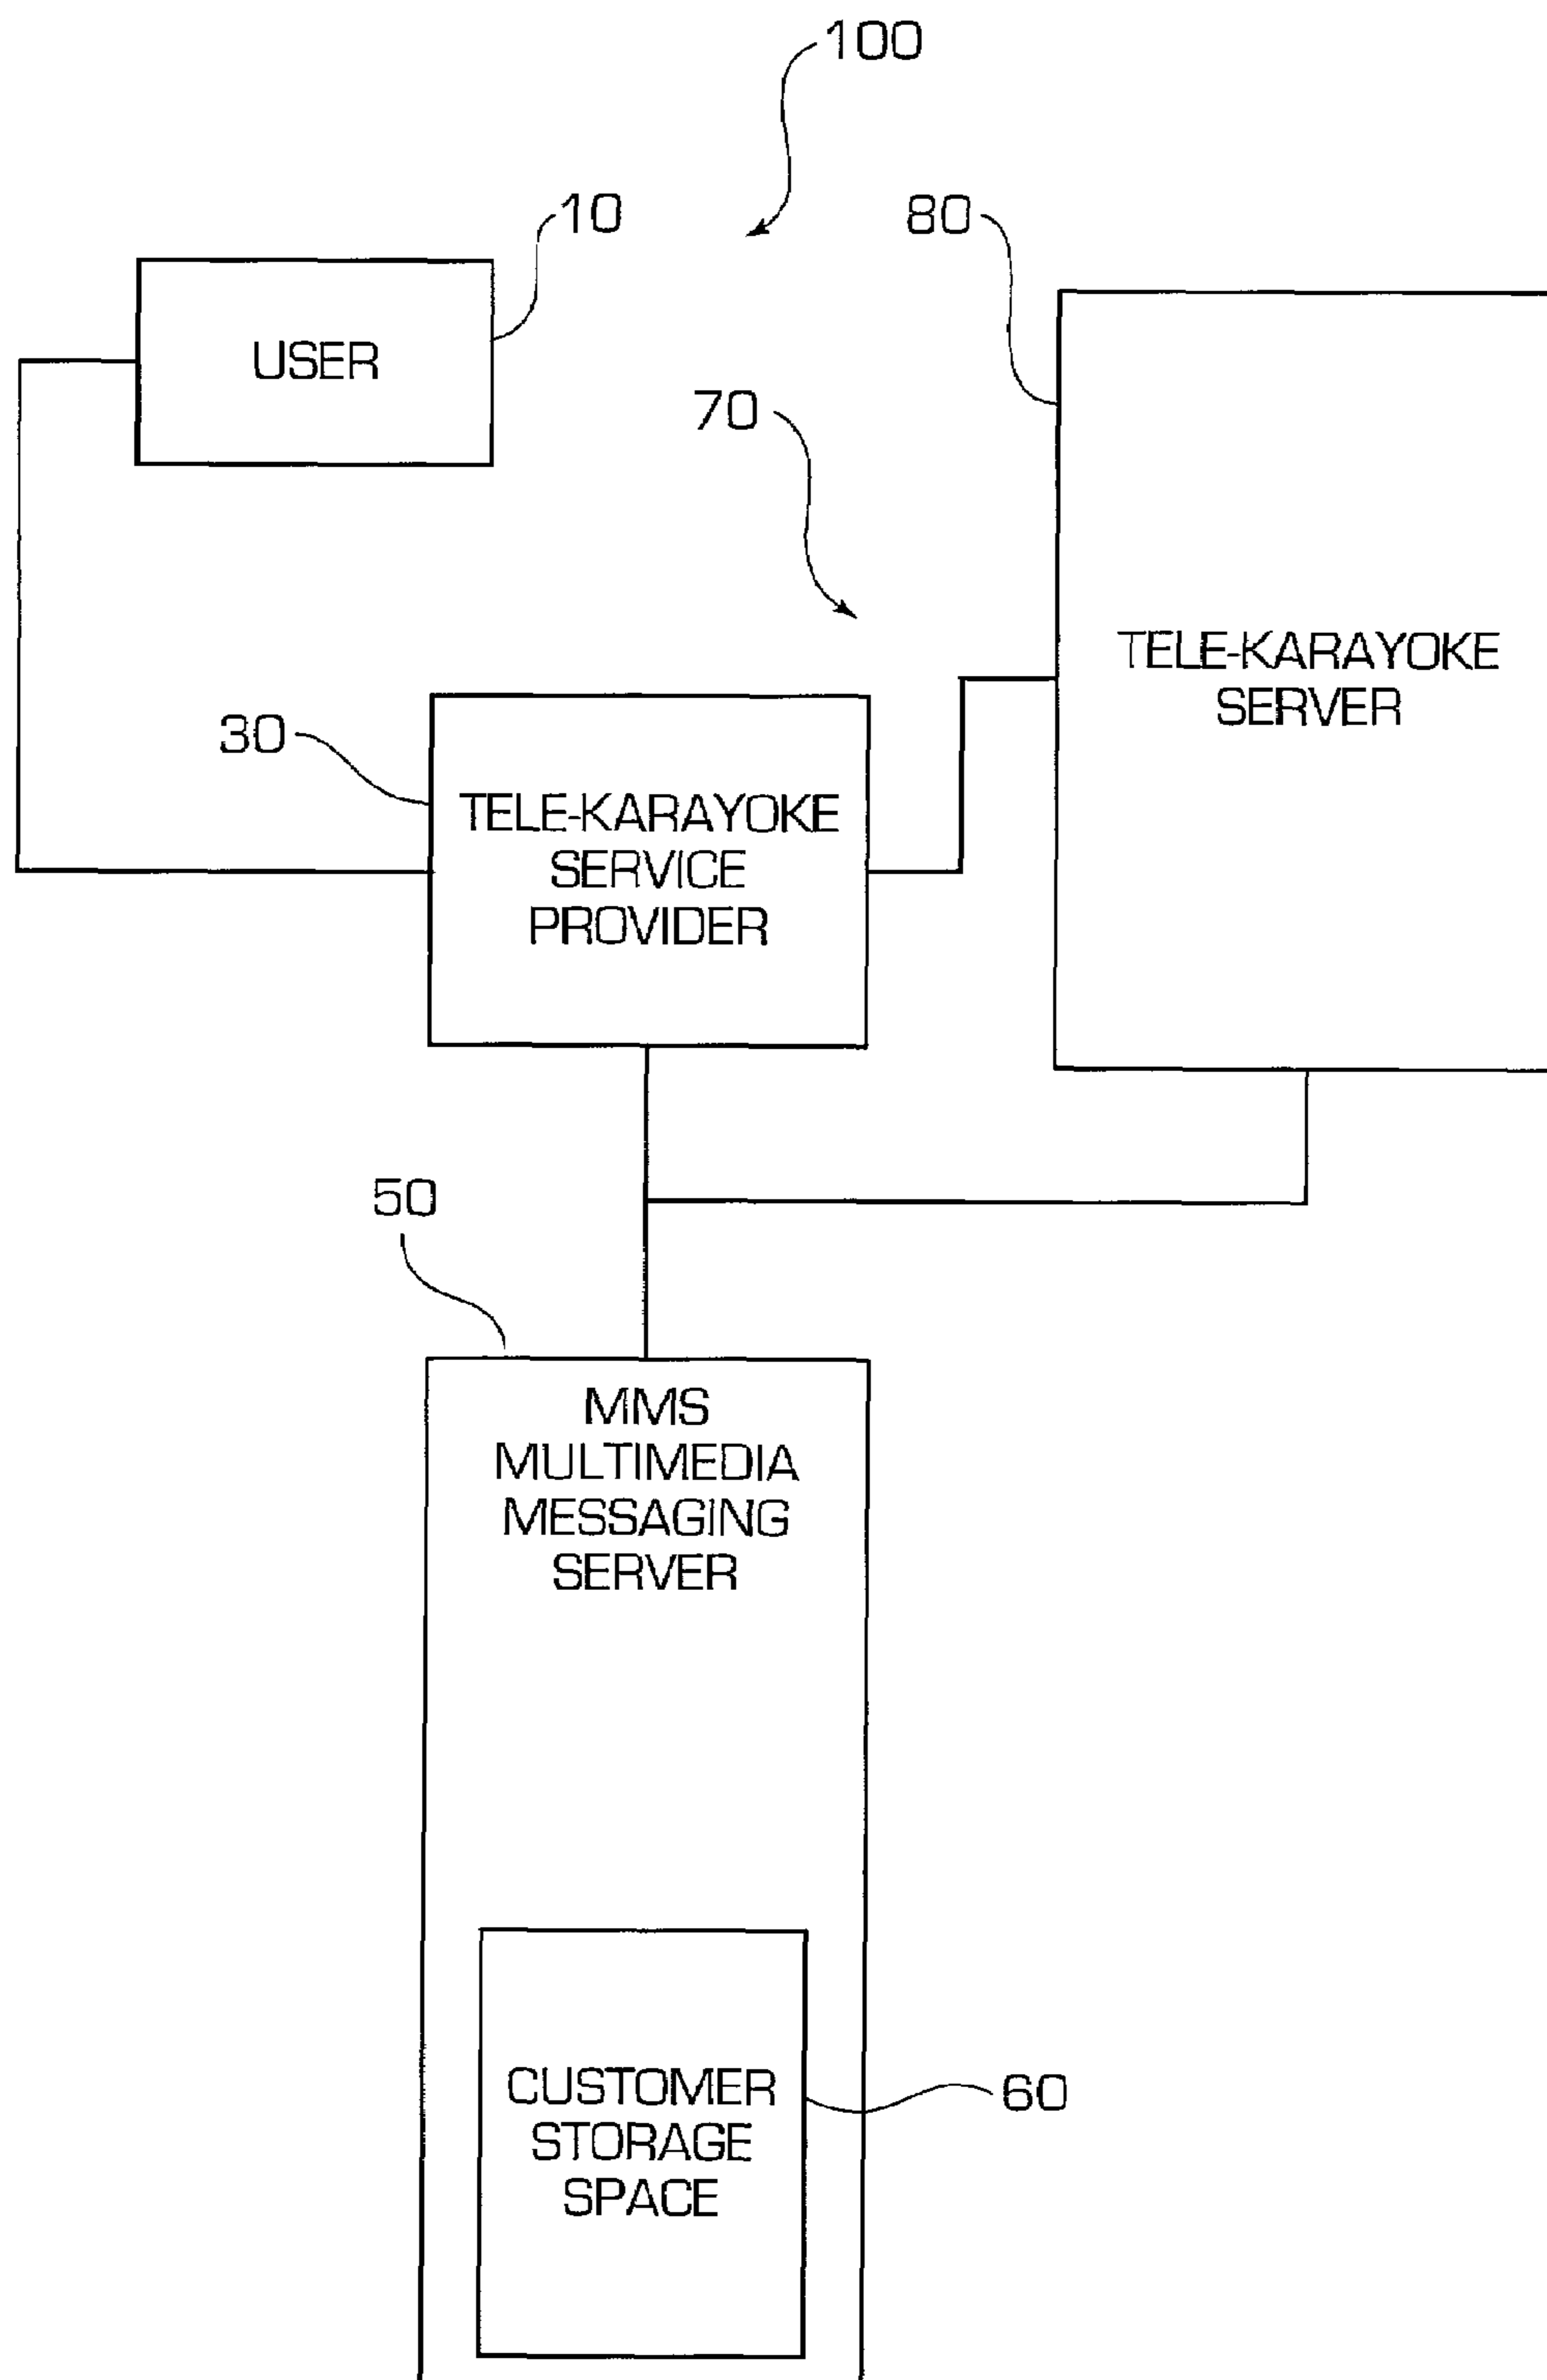 100
10
80
USER
70
TELE-KARAYOKE
SERVER
30
TELE-KARAYOKE
SERVICE
PROVIDER
50
MMS
MULTIMEDIA
MESSAGING
SERVER
CUSTOMER
STORAGE
SPACE
60